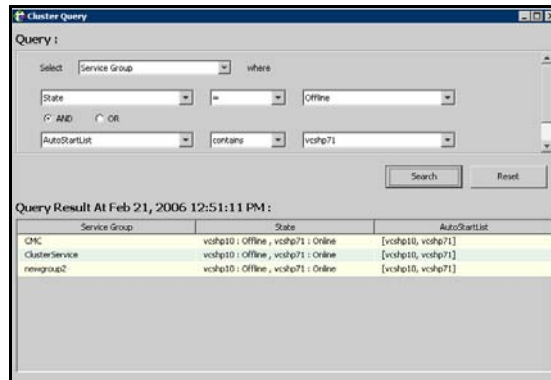 Cluster Query
Query :
Select Service Group where
State = Offline
AND OR
AutoStartList contains vcshp71
Search Reset
Query Result At Feb 21, 2006 12:51:11 PM :
Service Group State AutoStartList
CMC vcshp10 : Offline , vcshp71 : Online [vcshp10, vcshp71]
ClusterService vcshp10 : Offline , vcshp71 : Online [vcshp10, vcshp71]
newgroup2 vcshp10 : Offline , vcshp71 : Online [vcshp10, vcshp71]